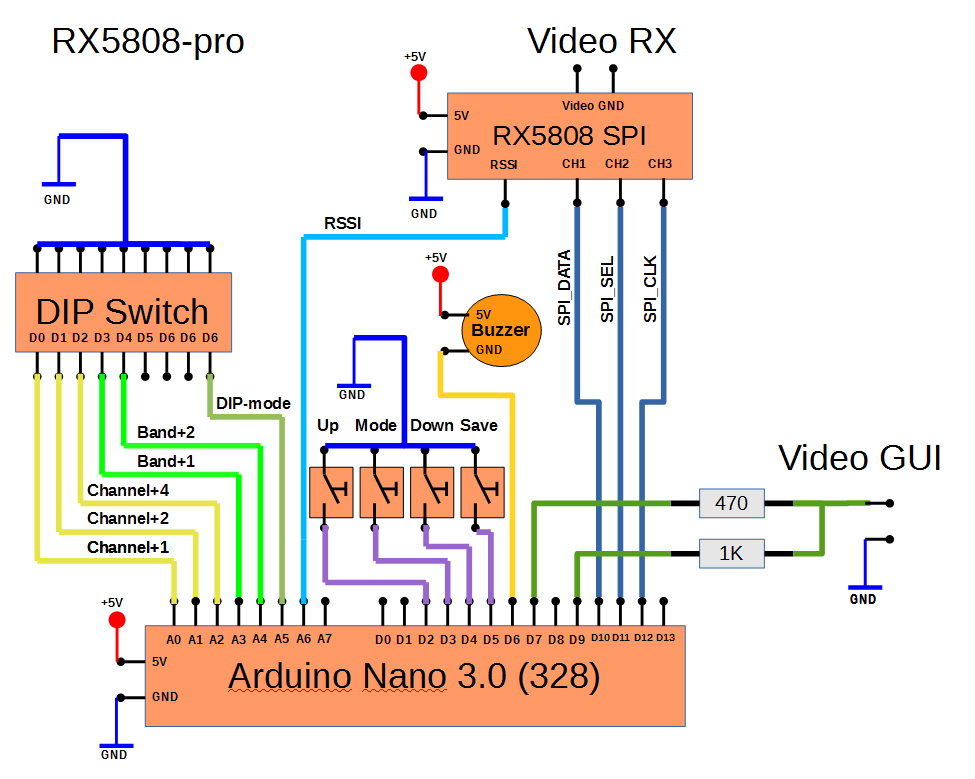 RX5808-pro
Video RX
+5V
Video GND
5V
RX5808 SPI
GND
RSSI CH1 CH2 CH3
GND
GND
RSSI
SPI_DATA
SPI_SEL
SPI_CLK
+5V
DIP Switch
D0 D1 D2 D3 D4 D5 D6 D6 D6
5V
Buzzer
GND
GND
DIP-mode
Up Mode Down Save
Band+2
Band+1
Channel+4
Channel+2
Channel+1
Video GUI
470
1K
GND
+5V
A0 A1 A2 A3 A4 A5 A6 A7 D0 D1 D2 D3 D4 D5 D6 D7 D8 D9 D10 D11 D12 D13
5V
Arduino Nano 3.0 (328)
GND
GND